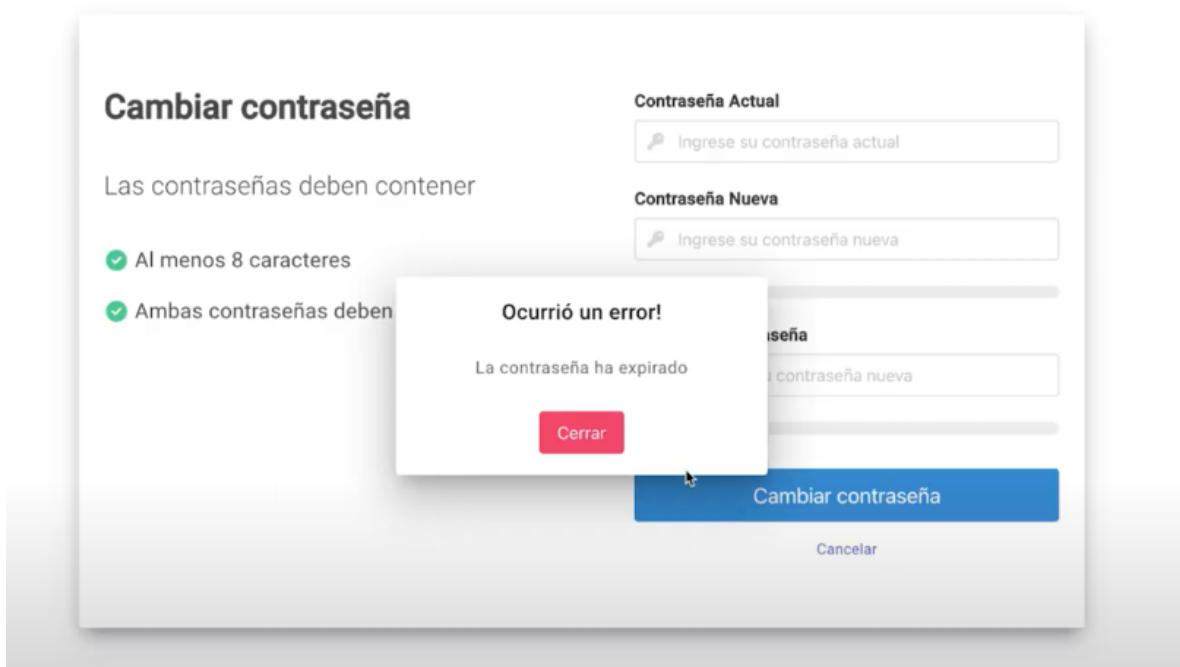 Cambiar contraseña
Las contraseñas deben contener
Al menos 8 caracteres
Ambas contraseñas deben
Contraseña Actual
Ingrese su contraseña actual
Contraseña Nueva
Ingrese su contraseña nueva
contraseña nueva
Ocurrió un error!
La contraseña ha expirado
Cerrar
Cambiar contraseña
Cancelar